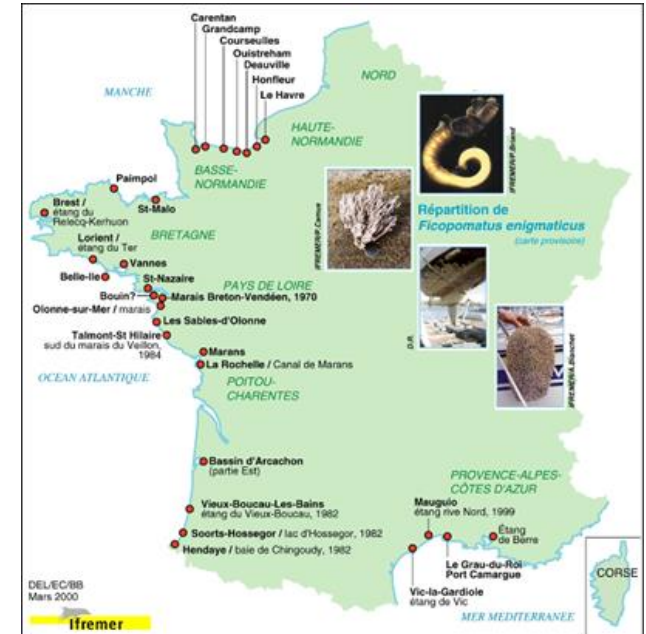 Carentan
Grandcamp
Courseulles
Ouistreham
Deauville
Honfleur
Le Havre
NORD
MANCHE
HAUTE-
NORMANDIE
BASSE-
NORMANDIE
Paimpol
Brest /
étang du
Relecq-Kerhuon
St-Malo
BRETAGNE
Lorient /
étang du Ter
Vannes
Belle-Ile
St-Nazaire
PAYS DE LOIRE
Bouin?
Marais Breton-Vendéen, 1970
Olonne-sur-Mer / marais
Les Sables-d'Olonne
Talmont-St Hilaire
sud du marais du Veillon,
1984
Marans
La Rochelle / Canal de Marans
OCEAN ATLANTIQUE
POITOU-
CHARENTES
IFREMER/P.Briand
IFREMER/P.Camus
Répartition de
Ficopomatus enigmaticus
(carte provisoire)
D.R.
IFREMER/A.Blanchet
Bassin d'Arcachon
(partie Est)
PROVENCE-ALPES-
CÔTES D'AZUR
Vieux-Boucau-Les-Bains
étang du Vieux-Boucau, 1982
Mauguio
étang rive Nord, 1999
Étang
de Berre
Soorts-Hossegor / lac d'Hossegor, 1982
Hendaye / baie de Chingoudy, 1982
Le Grau-du-Roi
Port Camargue
Vic-la-Gardiole
étang de Vic
CORSE
MER MEDITERRANEE
DEL/EC/BB
Mars 2000
Ifremer